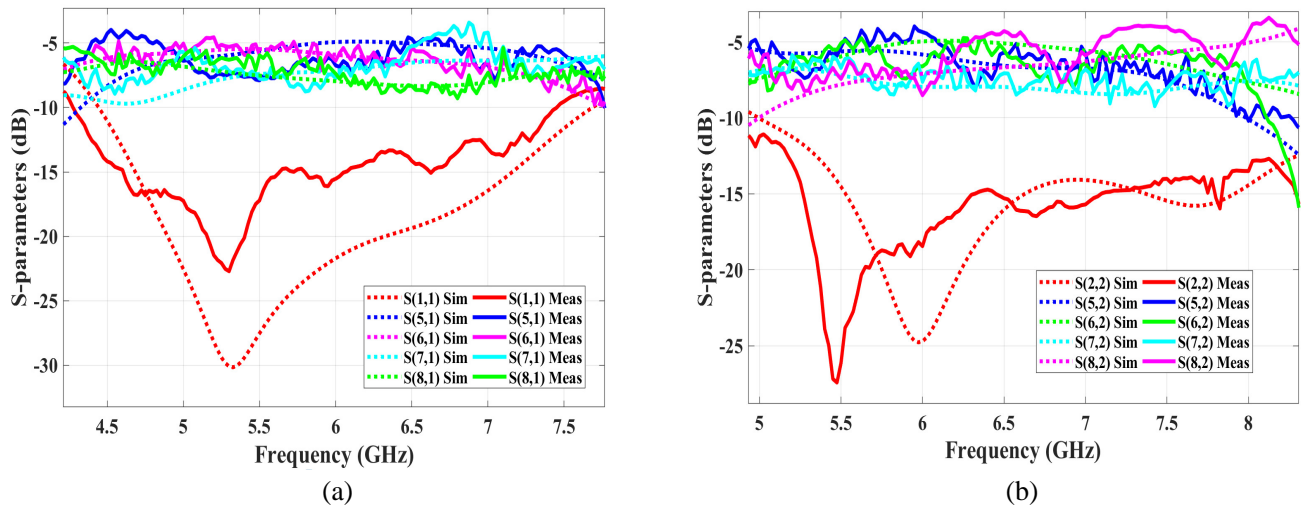 S-parameters (dB)
-5
-10
-15
-20
-25
-30
4.5 5 5.5 6 6.5 7 7.5
Frequency (GHz)
S(1,1) Sim S(1,1) Meas
S(5,1) Sim S(5,1) Meas
S(6,1) Sim S(6,1) Meas
S(7,1) Sim S(7,1) Meas
S(8,1) Sim S(8,1) Meas
(a)
S-parameters (dB)
-5
-10
-15
-20
-25
5 5.5 6 6.5 7 7.5 8
Frequency (GHz)
S(2,2) Sim S(2,2) Meas
S(5,2) Sim S(5,2) Meas
S(6,2) Sim S(6,2) Meas
S(7,2) Sim S(7,2) Meas
S(8,2) Sim S(8,2) Meas
(b)